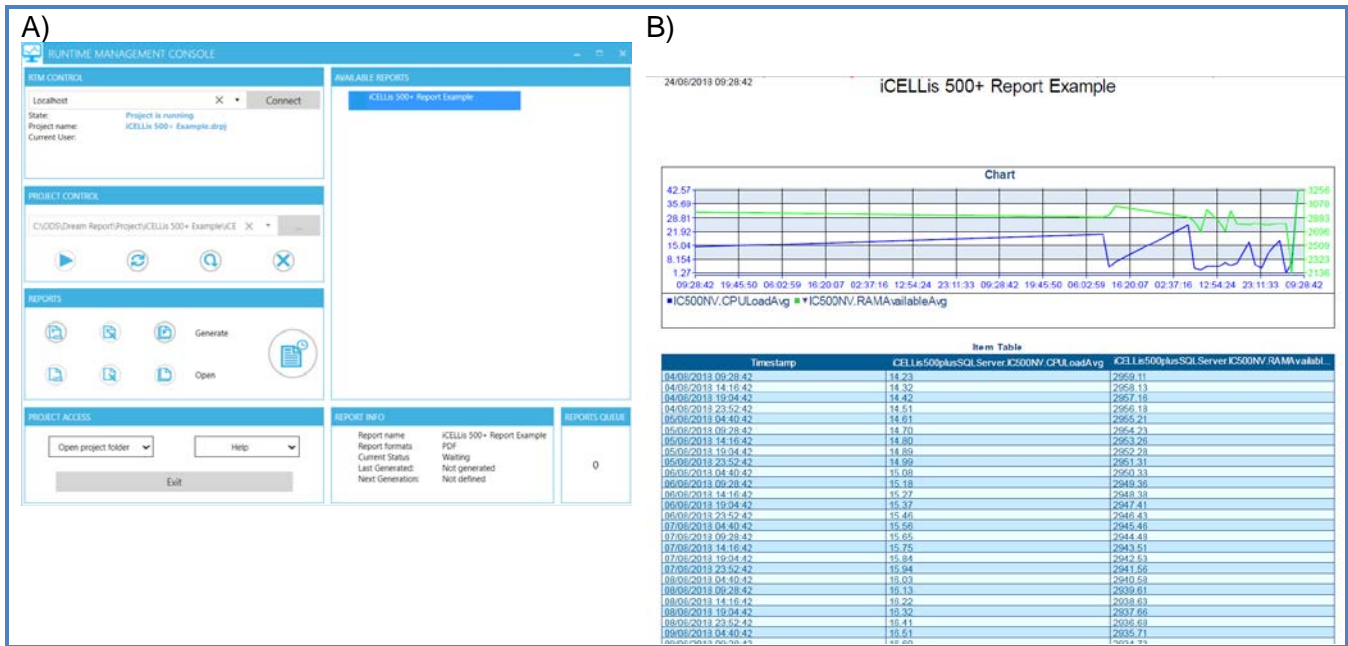 A)
RUNTIME MANAGEMENT CONSOLE
RTM CONTROL
Localhost
Connect
State: Project is running
Project name: iCELLis 500+ Example.drpj
Current User:
PROJECT CONTROL
C:\ODS\Dream Report\Project\iCELLis 500+ Example\iCE
...
REPORTS
Generate
Open
PROJECT ACCESS
Open project folder
Help
Exit
AVAILABLE REPORTS
iCELLis 500+ Report Example
REPORT INFO
Report name iCELLis 500+ Report Example
Report formats PDF
Current Status Waiting
Last Generated: Not generated
Next Generation: Not defined
REPORTS QUEUE
0
B)
24/08/2018 09:28:42
iCELLis 500+ Report Example
Chart
42.57 3256
35.69 3070
28.81 2883
21.92 2696
15.04 2509
8.154 2323
1.27 2136
09:28:42 19:45:50 06:02:59 16:20:07 02:37:16 12:54:24 23:11:33 09:28:42 19:45:50 06:02:59 16:20:07 02:37:16 12:54:24 23:11:33 09:28:42
IC500NV.CPULoadAvg IC500NV.RAMAvailableAvg
Item Table
Timestamp iCELLis500plusSQLServer.IC500NV.CPULoadAvg iCELLis500plusSQLServer.IC500NV.RAMAvailabl...
04/08/2018 09:28:42 14.23 2959.11
04/08/2018 14:16:42 14.32 2958.13
04/08/2018 19:04:42 14.42 2957.16
04/08/2018 23:52:42 14.51 2956.18
05/08/2018 04:40:42 14.61 2955.21
05/08/2018 09:28:42 14.70 2954.23
05/08/2018 14:16:42 14.80 2953.26
05/08/2018 19:04:42 14.89 2952.28
05/08/2018 23:52:42 14.99 2951.31
06/08/2018 04:40:42 15.08 2950.33
06/08/2018 09:28:42 15.18 2949.36
06/08/2018 14:16:42 15.27 2948.38
06/08/2018 19:04:42 15.37 2947.41
06/08/2018 23:52:42 15.46 2946.43
07/08/2018 04:40:42 15.56 2945.46
07/08/2018 09:28:42 15.65 2944.48
07/08/2018 14:16:42 15.75 2943.51
07/08/2018 19:04:42 15.84 2942.53
07/08/2018 23:52:42 15.94 2941.56
08/08/2018 04:40:42 16.03 2940.58
08/08/2018 09:28:42 16.13 2939.61
08/08/2018 14:16:42 16.22 2938.63
08/08/2018 19:04:42 16.32 2937.66
08/08/2018 23:52:42 16.41 2936.68
09/08/2018 04:40:42 16.51 2935.71